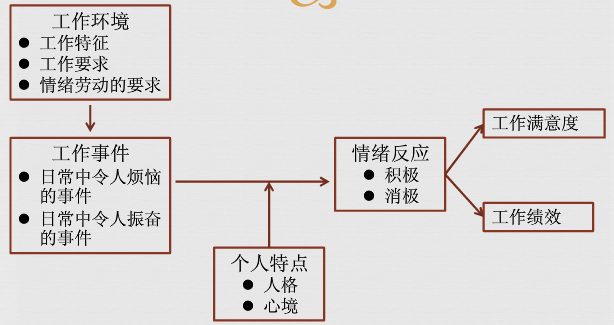 工作环境
● 工作特征
● 工作要求
● 情绪劳动的要求
工作事件
● 日常中令人烦恼
的事件
● 日常中令人振奋
的事件
个人特点
● 人格
● 心境
情绪反应
● 积极
● 消极
工作满意度
工作绩效